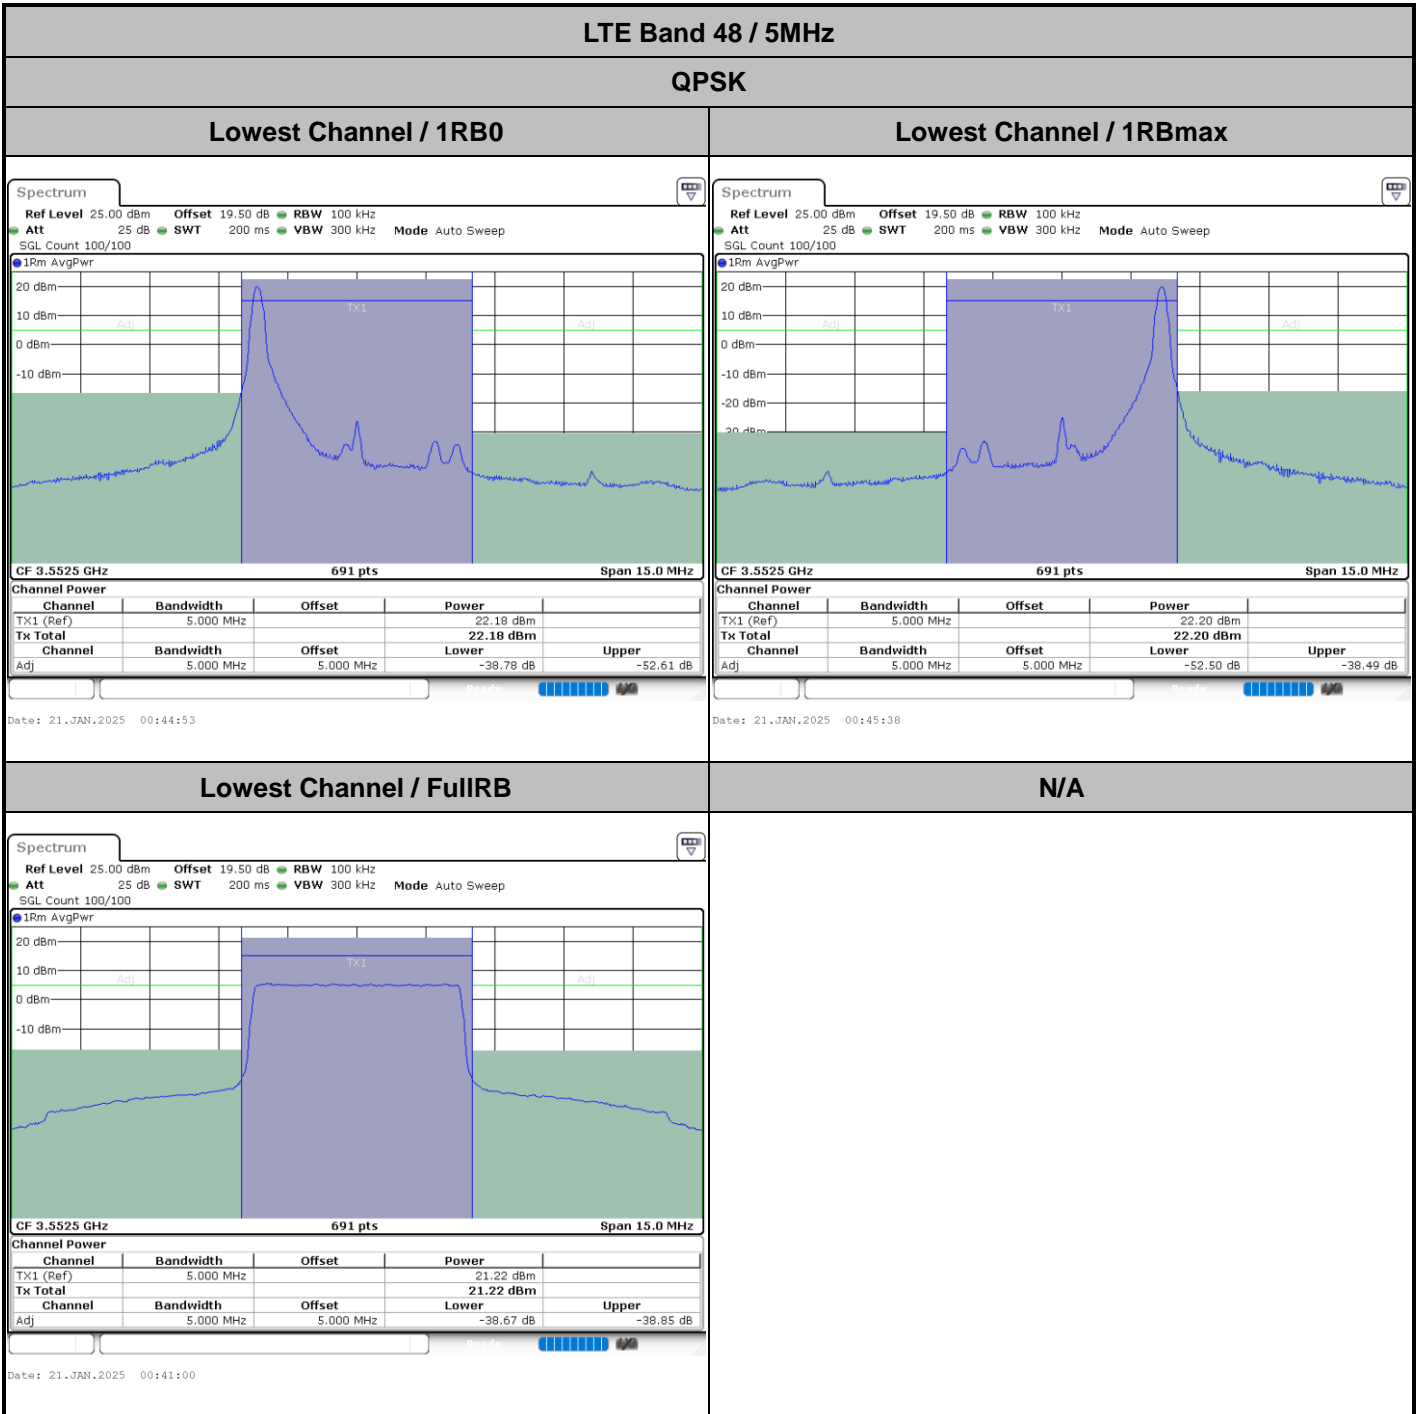 LTE Band 48 / 5MHz
QPSK
Lowest Channel / 1RB0
Lowest Channel / 1RBmax
Spectrum
Ref Level 25.00 dBm Offset 19.50 dB RBW 100 kHz
Att 25 dB SWT 200 ms VBW 300 kHz Mode Auto Sweep
SGL Count 100/100
1Rm AvgPwr
20 dBm
10 dBm
0 dBm
-10 dBm
Adj
TX1
Adj
CF 3.5525 GHz 691 pts Span 15.0 MHz
Channel Power
Channel Bandwidth Offset Power
TX1 (Ref) 5.000 MHz 22.18 dBm
Tx Total 22.18 dBm
Channel Bandwidth Offset Lower Upper
Adj 5.000 MHz 5.000 MHz -38.78 dB -52.61 dB
Ready
Date: 21.JAN.2025 00:44:53
Spectrum
Ref Level 25.00 dBm Offset 19.50 dB RBW 100 kHz
Att 25 dB SWT 200 ms VBW 300 kHz Mode Auto Sweep
SGL Count 100/100
1Rm AvgPwr
20 dBm
10 dBm
0 dBm
-10 dBm
-20 dBm
-30 dBm
Adj
TX1
Adj
CF 3.5525 GHz 691 pts Span 15.0 MHz
Channel Power
Channel Bandwidth Offset Power
TX1 (Ref) 5.000 MHz 22.20 dBm
Tx Total 22.20 dBm
Channel Bandwidth Offset Lower Upper
Adj 5.000 MHz 5.000 MHz -52.50 dB -38.49 dB
Ready
Date: 21.JAN.2025 00:45:38
Lowest Channel / FullRB
N/A
Spectrum
Ref Level 25.00 dBm Offset 19.50 dB RBW 100 kHz
Att 25 dB SWT 200 ms VBW 300 kHz Mode Auto Sweep
SGL Count 100/100
1Rm AvgPwr
20 dBm
10 dBm
0 dBm
-10 dBm
Adj
TX1
Adj
CF 3.5525 GHz 691 pts Span 15.0 MHz
Channel Power
Channel Bandwidth Offset Power
TX1 (Ref) 5.000 MHz 21.22 dBm
Tx Total 21.22 dBm
Channel Bandwidth Offset Lower Upper
Adj 5.000 MHz 5.000 MHz -38.67 dB -38.85 dB
Ready
Date: 21.JAN.2025 00:41:00